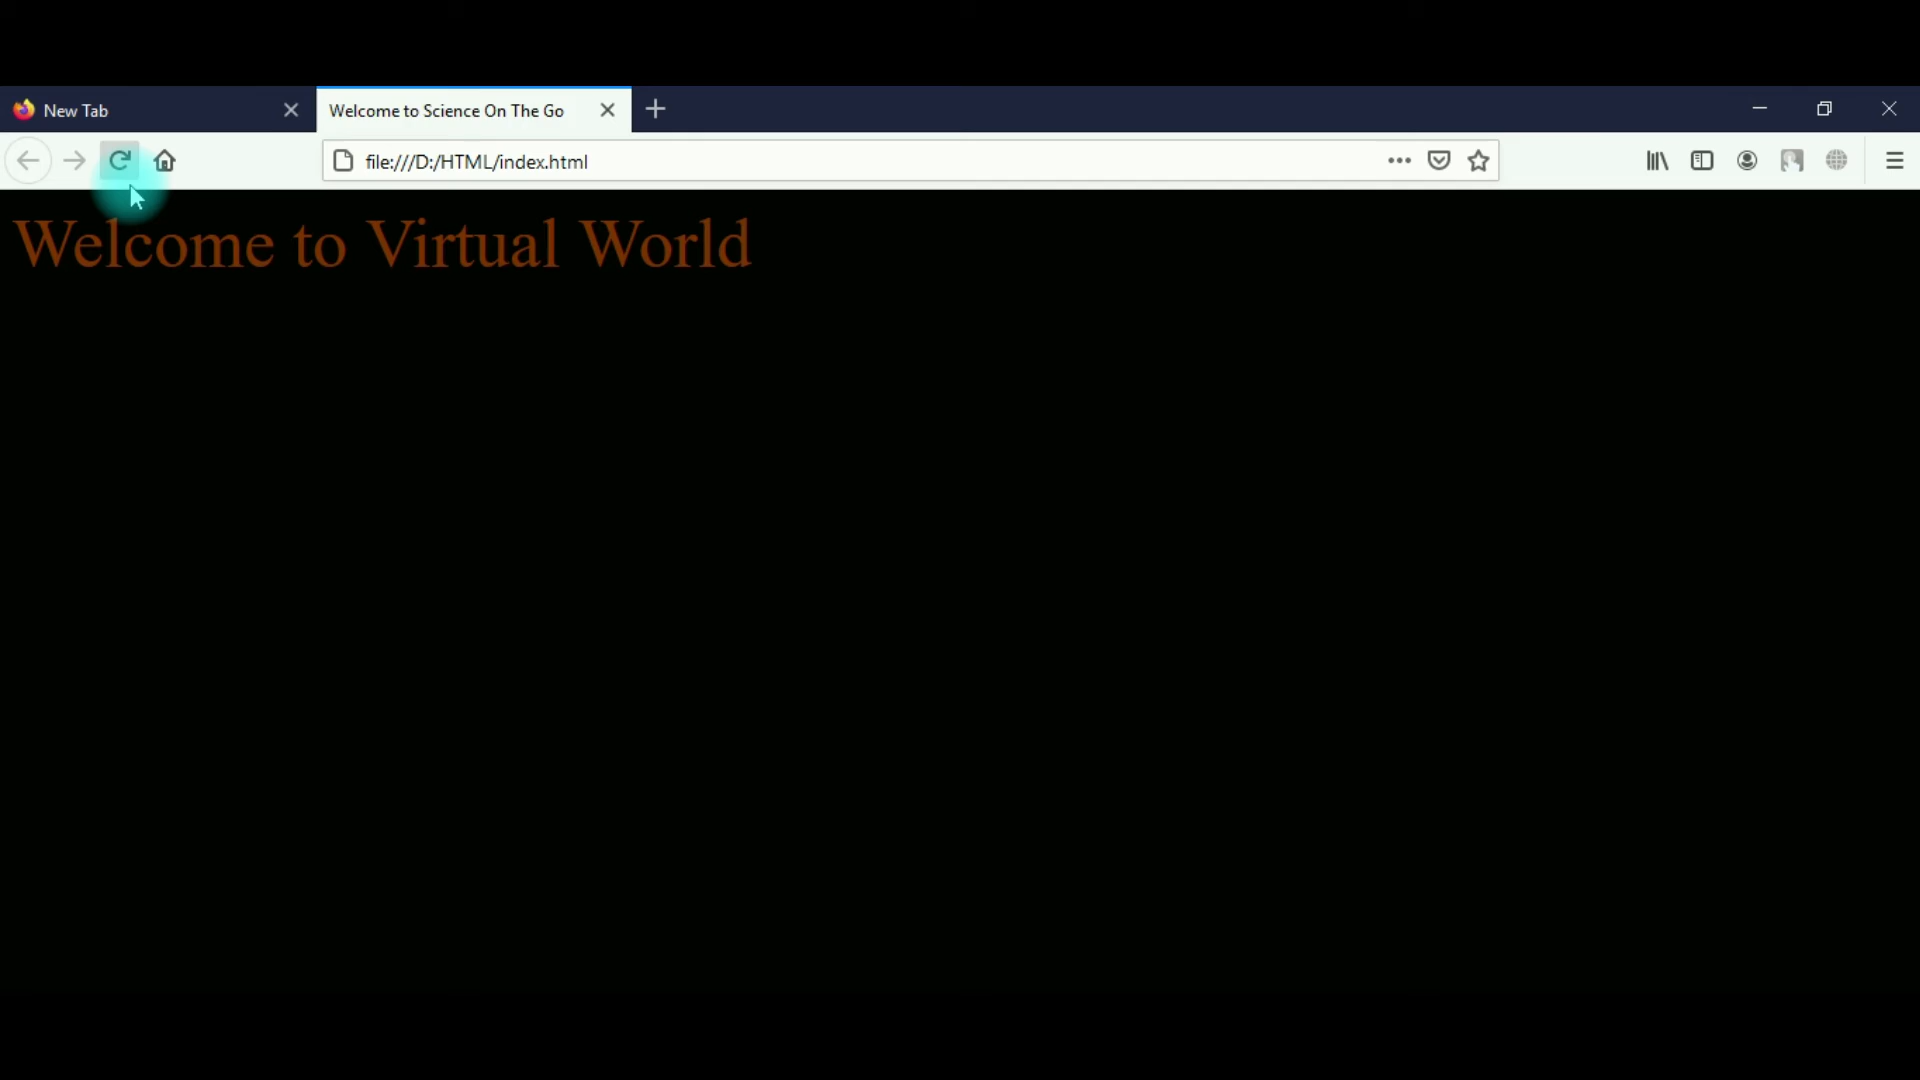 New Tab
Welcome to Science On The Go
file:///D:/HTML/index.html
Welcome to Virtual World